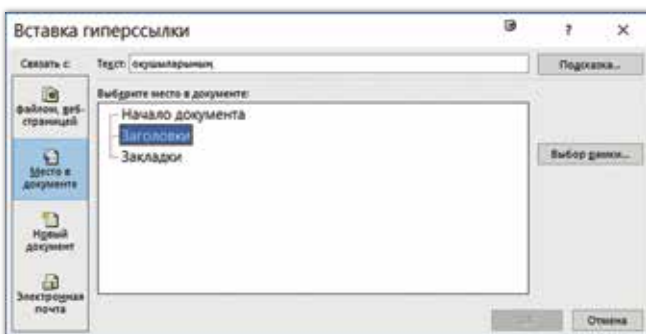 Вставка гиперссылки
? ×
Связать с:
Текст: оқушыларының
Подсказка...
Выберите место в документе:
файлом, веб-
страницей
Место в
документе
Новый
документ
Электронная
почта
Начало документа
Заголовки
Закладки
Выбор рамки...
Отмена